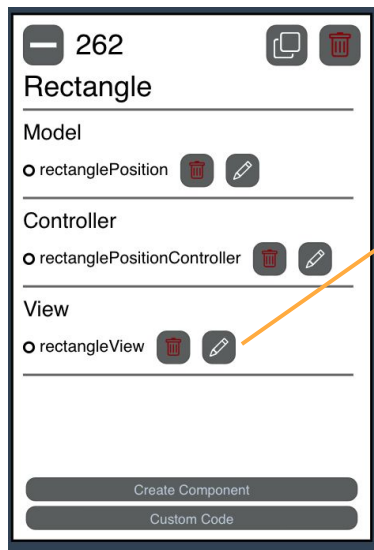 262
Rectangle
Model
rectanglePosition
Controller
rectanglePositionController
View
rectangleView
Create Component
Custom Code